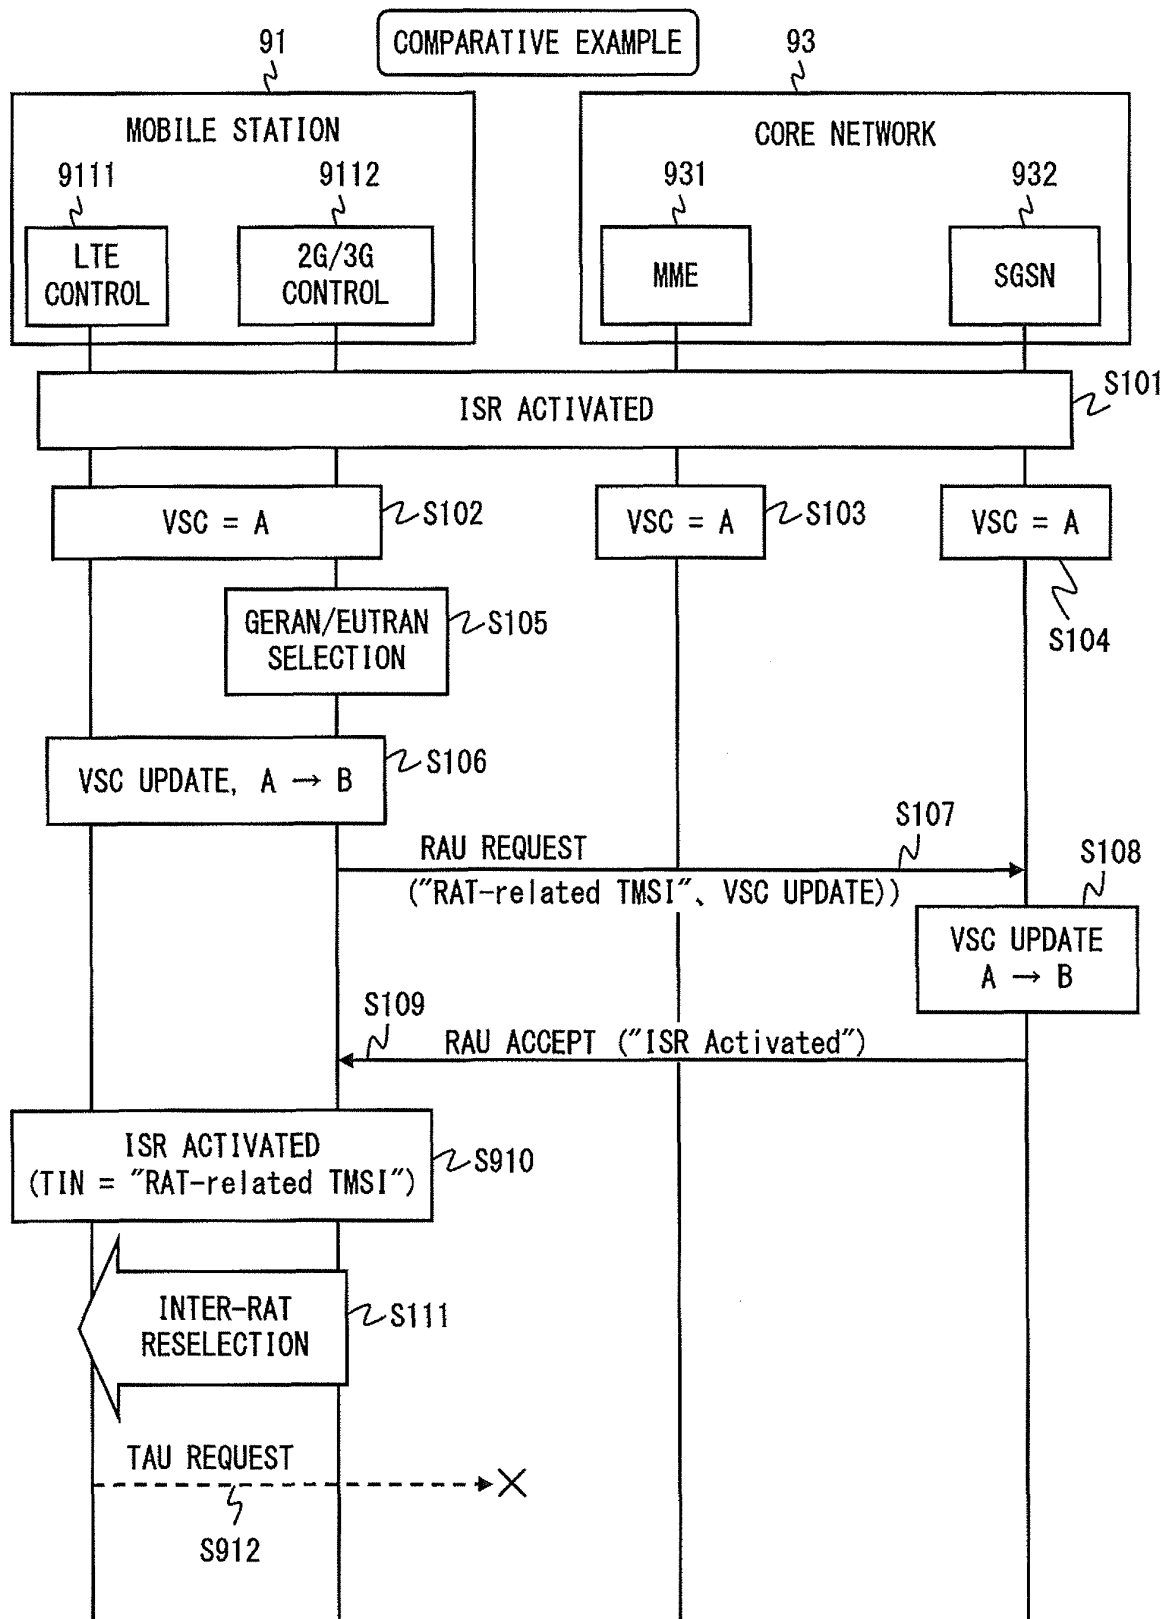 COMPARATIVE EXAMPLE
91
93
MOBILE STATION
CORE NETWORK
9111
9112
931
932
LTE
CONTROL
2G/3G
CONTROL
MME
SGSN
ISR ACTIVATED
S101
VSC = A
S102
VSC = A
S103
VSC = A
S104
GERAN/EUTRAN
SELECTION
S105
VSC UPDATE, A → B
S106
RAU REQUEST
S107
("RAT-related TMSI"、VSC UPDATE))
S108
VSC UPDATE
A → B
S109
RAU ACCEPT ("ISR Activated")
ISR ACTIVATED
(TIN = "RAT-related TMSI")
S910
INTER-RAT
RESELECTION
S111
TAU REQUEST
S912